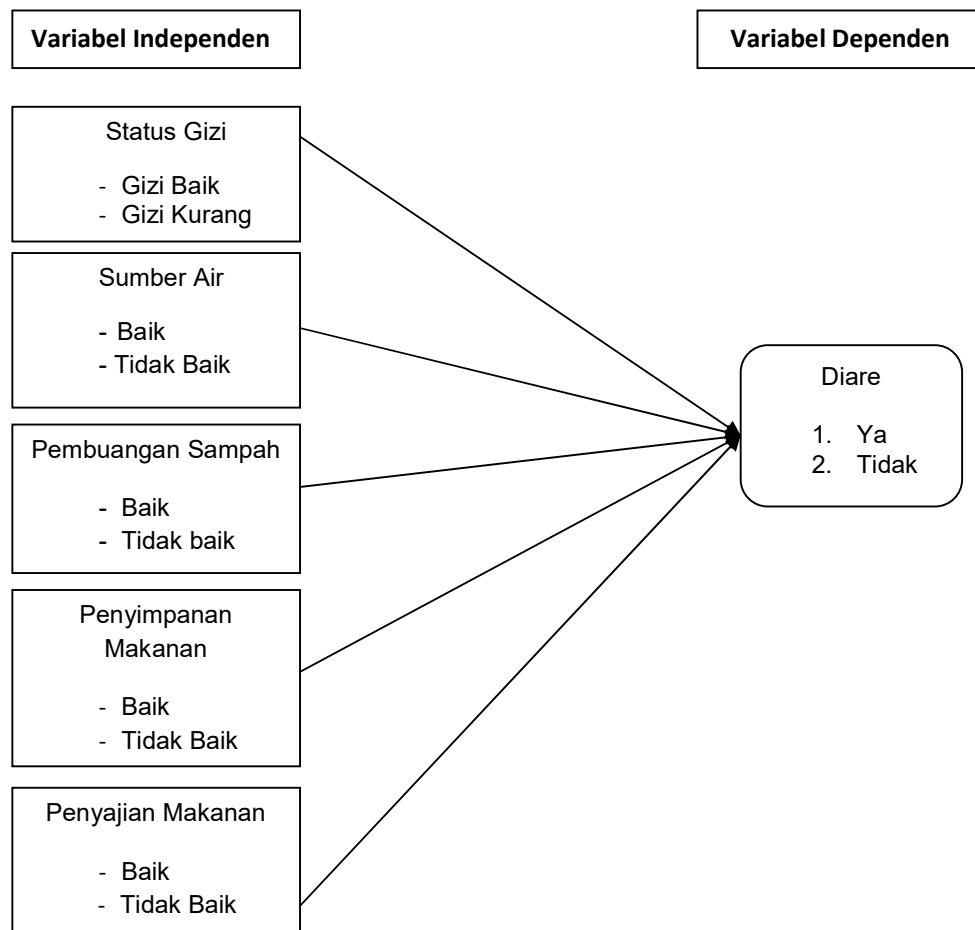 Variabel Independen
Variabel Dependen
Status Gizi
- Gizi Baik
- Gizi Kurang
Sumber Air
- Baik
- Tidak Baik
Pembuangan Sampah
- Baik
- Tidak baik
Penyimpanan
Makanan
- Baik
- Tidak Baik
Penyajian Makanan
- Baik
- Tidak Baik
Diare
1. Ya
2. Tidak